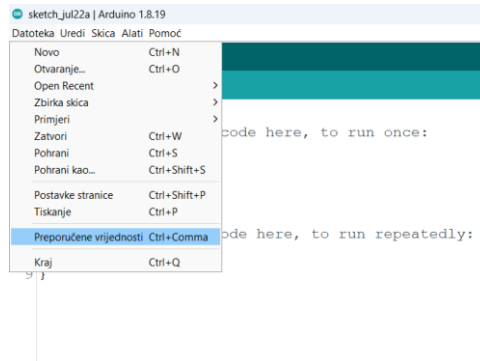 sketch_jul22a | Arduino 1.8.19
Datoteka Uredi Skica Alati Pomoć
Novo Ctrl+N
Otvaranje... Ctrl+O
Open Recent >
Zbirka skica >
Primjeri >
Zatvori Ctrl+W
code here, to run once:
Pohrani Ctrl+S
Pohrani kao... Ctrl+Shift+S
Postavke stranice Ctrl+Shift+P
Tiskanje Ctrl+P
Preporučene vrijednosti Ctrl+Comma
ode here, to run repeatedly:
Kraj Ctrl+Q
9 }